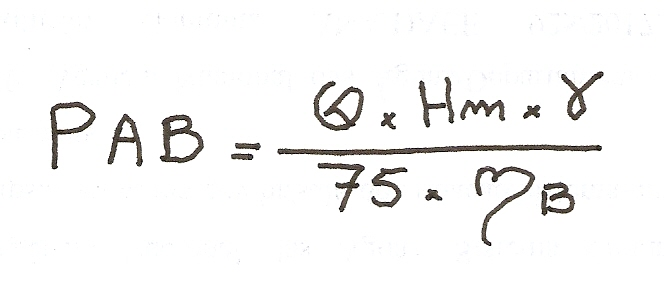 PAB = Q × Hm × γ
75 × ηB